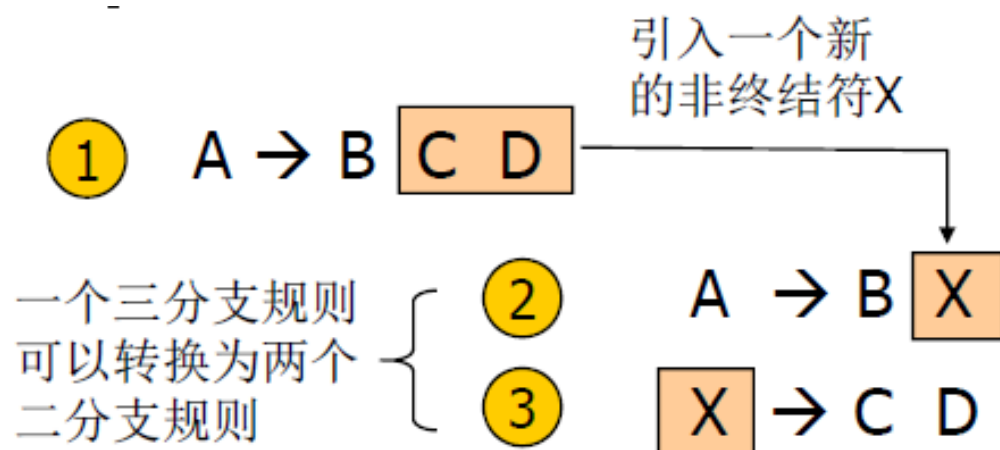 引入一个新
的非终结符X
1 A → B C D
一个三分支规则
可以转换为两个
二分支规则
2 A → B X
3 X → C D